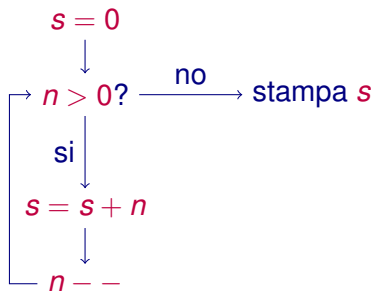 s = 0
n > 0?
no
stampa s
si
s = s + n
n − −